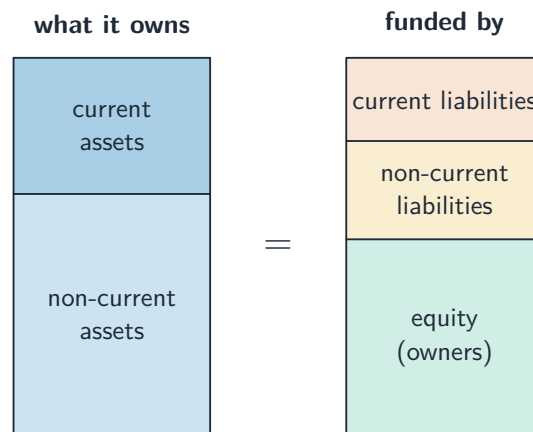 what it owns
funded by
current
assets
non-current
assets
=
current liabilities
non-current
liabilities
equity
(owners)